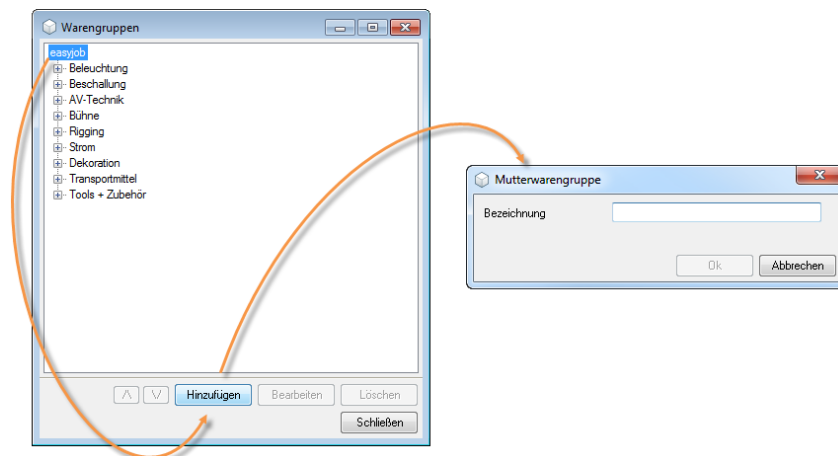 Warengruppen
easyjob
Beleuchtung
Beschallung
AV-Technik
Bühne
Rigging
Strom
Dekoration
Transportmittel
Tools + Zubehör
/\ \/ Hinzufügen Bearbeiten Löschen
Schließen
Mutterwarengruppe
Bezeichnung
Ok Abbrechen